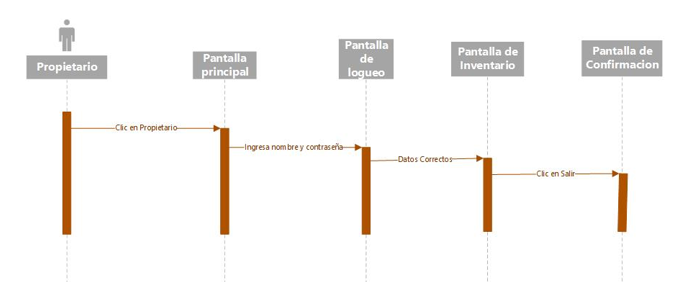 Propietario
Pantalla
principal
Pantalla
de
logueo
Pantalla de
Inventario
Pantalla de
Confirmacion
Clic en Propietario
Ingresa nombre y contraseña
Datos Correctos
Clic en Salir